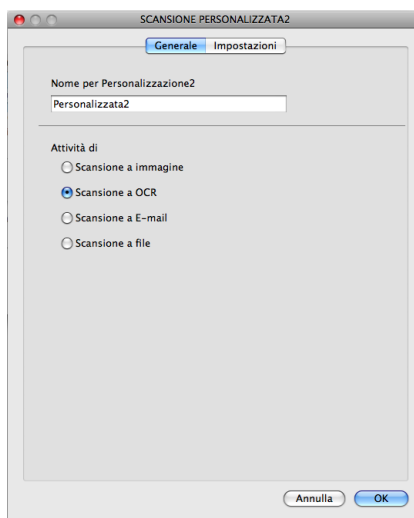 SCANSIONE PERSONALIZZATA2
Generale Impostazioni
Nome per Personalizzazione2
Personalizzata2
Attività di
Scansione a immagine
Scansione a OCR
Scansione a E-mail
Scansione a file
Annulla OK